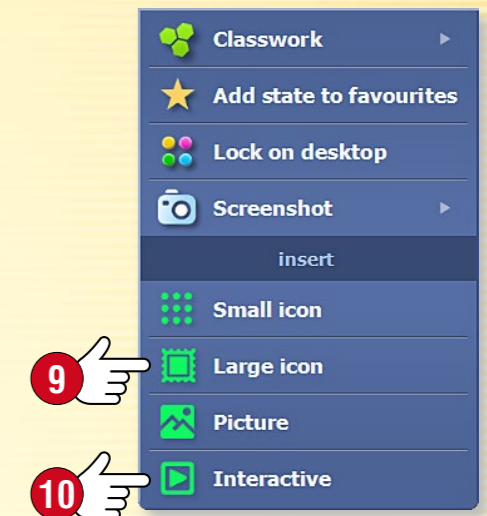 Classwork
Add state to favourites
Lock on desktop
Screenshot
insert
Small icon
9
Large icon
Picture
10
Interactive